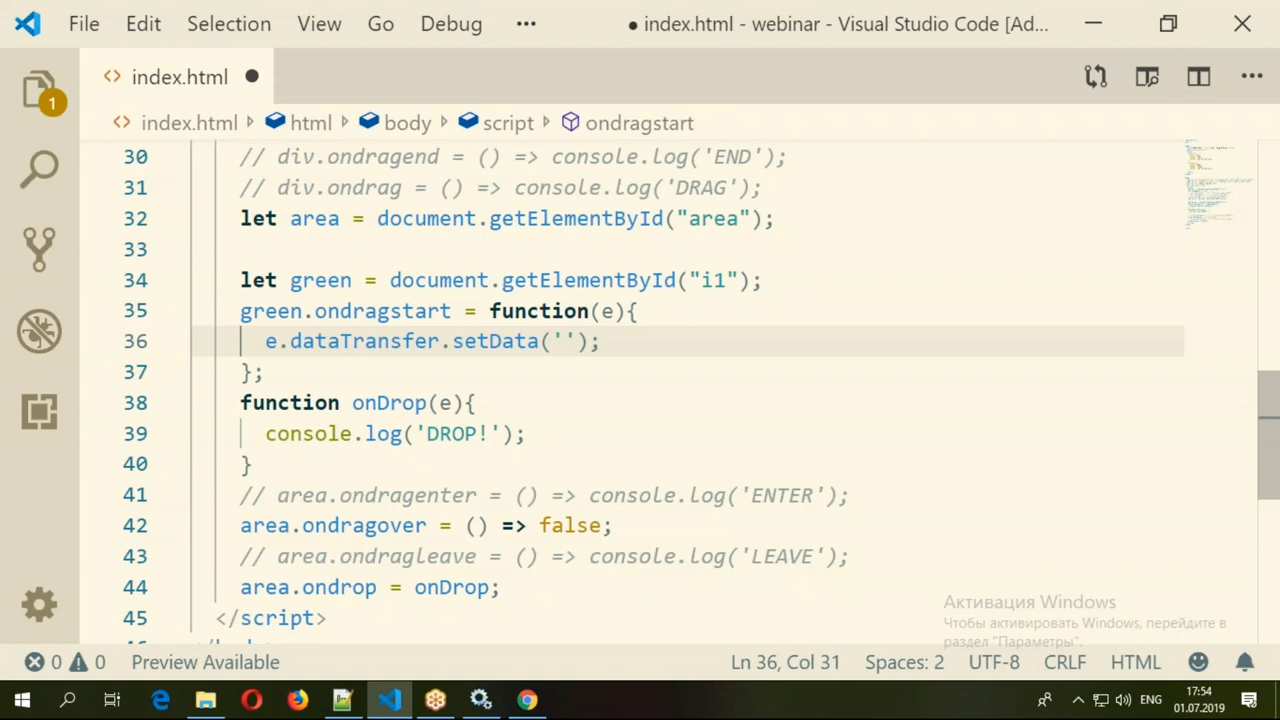 File Edit Selection View Go Debug ••• ● index.html - webinar - Visual Studio Code [Ad...
<> index.html ●
1
<> index.html html body script ondragstart
30 // div.ondragend = () => console.log('END');
31 // div.ondrag = () => console.log('DRAG');
32 let area = document.getElementById("area");
33
34 let green = document.getElementById("i1");
35 green.ondragstart = function(e){
36 e.dataTransfer.setData('');
37 };
38 function onDrop(e){
39 console.log('DROP!');
40 }
41 // area.ondragenter = () => console.log('ENTER');
42 area.ondragover = () => false;
43 // area.ondragleave = () => console.log('LEAVE');
44 area.ondrop = onDrop;
45 </script>
Активация Windows
Чтобы активировать Windows, перейдите в
раздел "Параметры".
0 0 Preview Available Ln 36, Col 31 Spaces: 2 UTF-8 CRLF HTML
ENG 17:54
01.07.2019